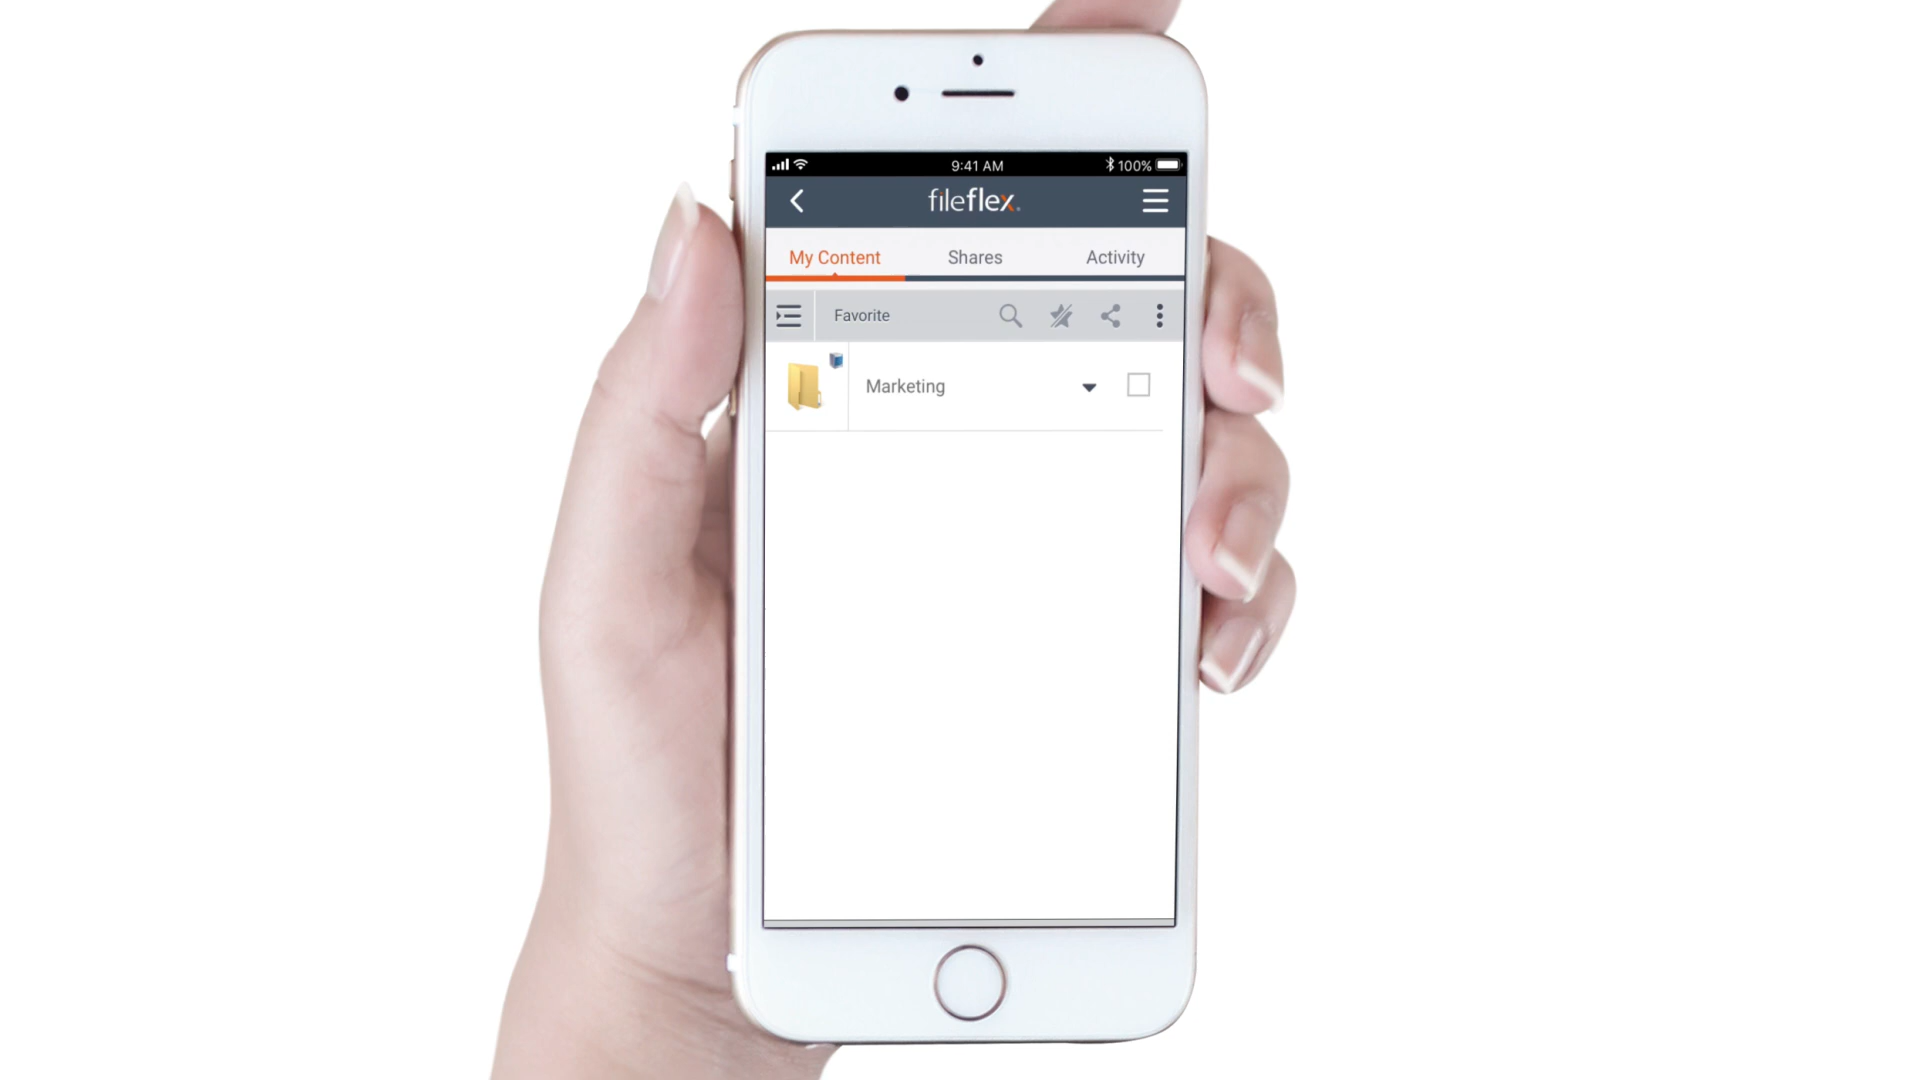 9:41 AM 100%
fileflex.
My Content Shares Activity
Favorite
Marketing